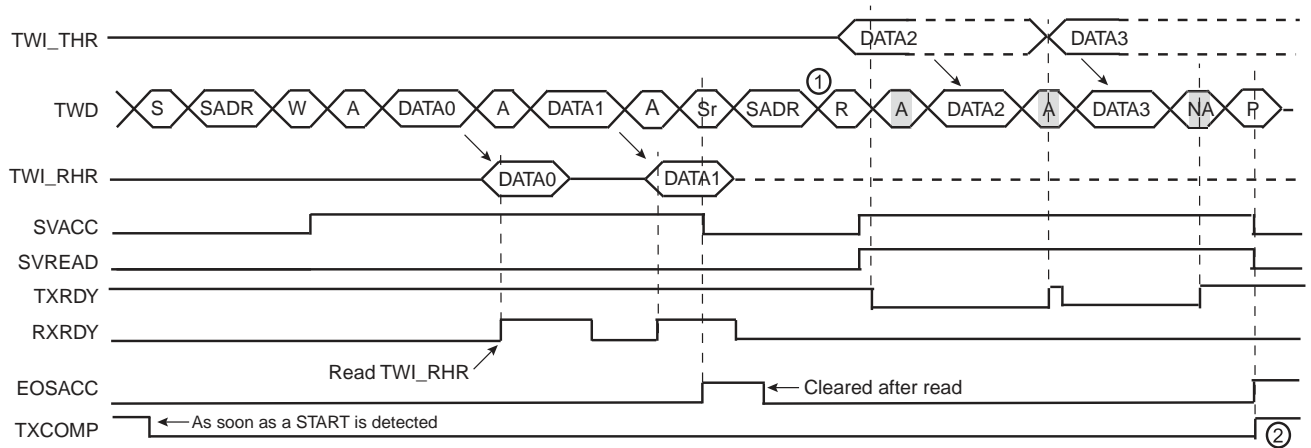 TWI_THR DATA2 DATA3
①
TWD S SADR W A DATA0 A DATA1 A Sr SADR R A DATA2 A DATA3 NA P
TWI_RHR DATA0 DATA1
SVACC
SVREAD
TXRDY
RXRDY
Read TWI_RHR
EOSACC Cleared after read
TXCOMP As soon as a START is detected ②